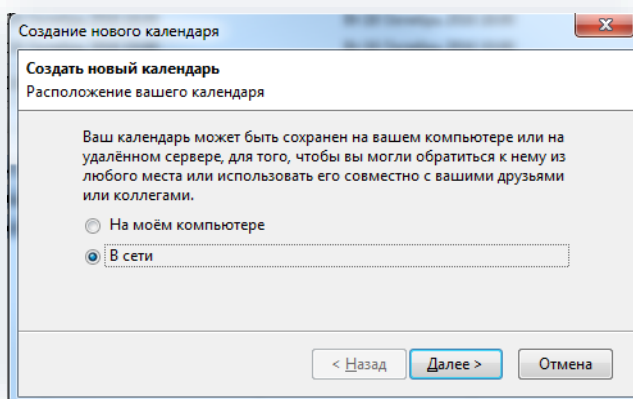 Создание нового календаря
Создать новый календарь
Расположение вашего календаря
Ваш календарь может быть сохранен на вашем компьютере или на
удалённом сервере, для того, чтобы вы могли обратиться к нему из
любого места или использовать его совместно с вашими друзьями
или коллегами.
На моём компьютере
В сети
< Назад Далее > Отмена